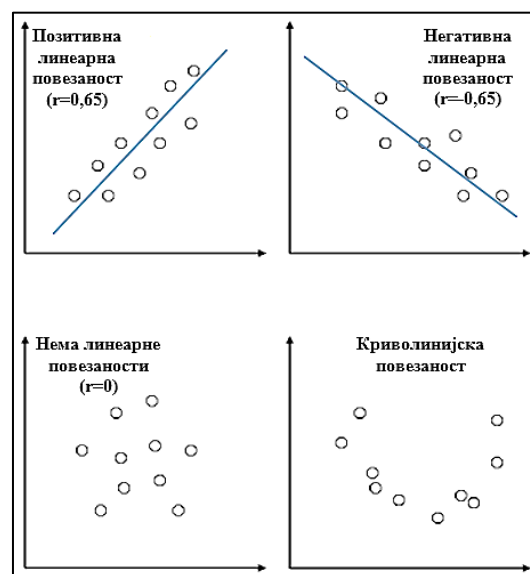 Позитивна
линеарна
повезаност
(r=0,65)
Негативна
линеарна
повезаност
(r=-0,65)
Нема линеарне
повезаности
(r=0)
Криволинијска
повезаност